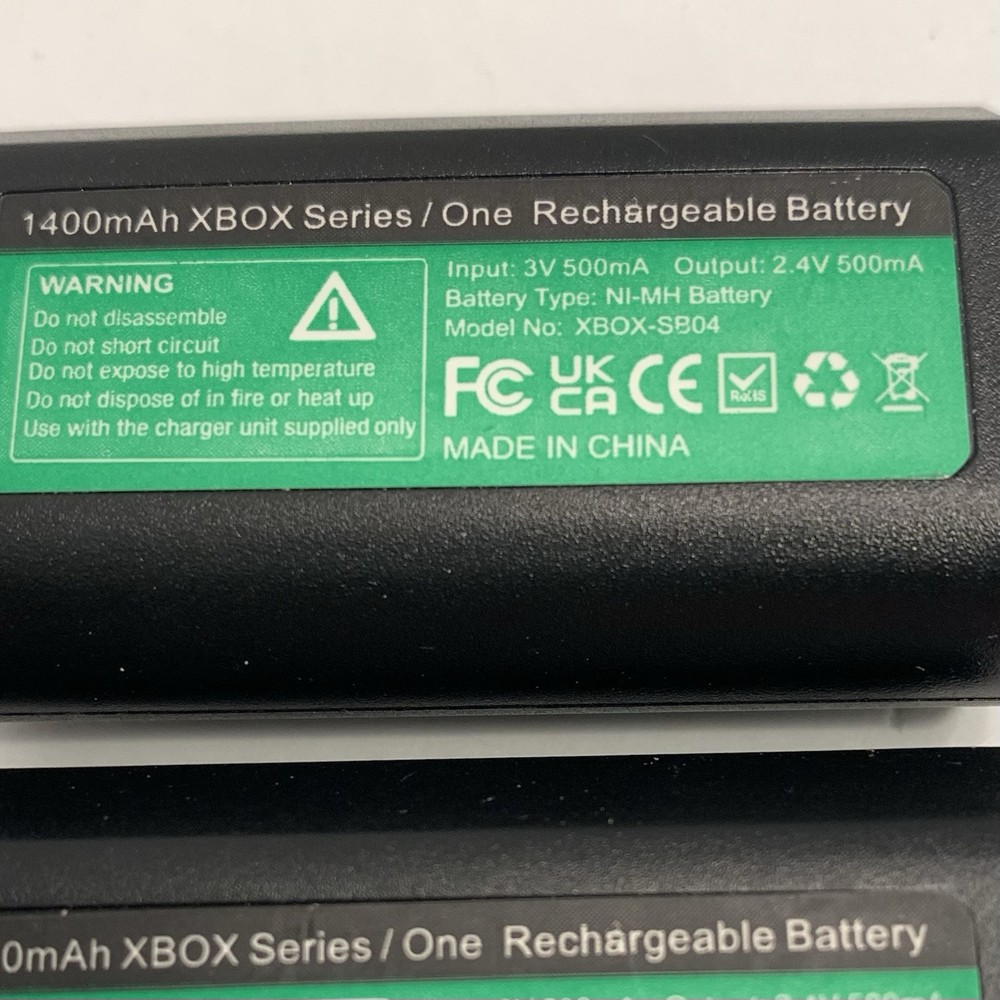 1400mAh XBOX Series / One Rechargeable Battery
WARNING
Do not disassemble
Do not short circuit
Do not expose to high temperature
Do not dispose of in fire or heat up
Use with the charger unit supplied only
Input: 3V 500mA Output: 2.4V 500mA
Battery Type: NI-MH Battery
Model No: XBOX-SB04
FC UK CA CE RoHS
MADE IN CHINA
0mAh XBOX Series / One Rechargeable Battery